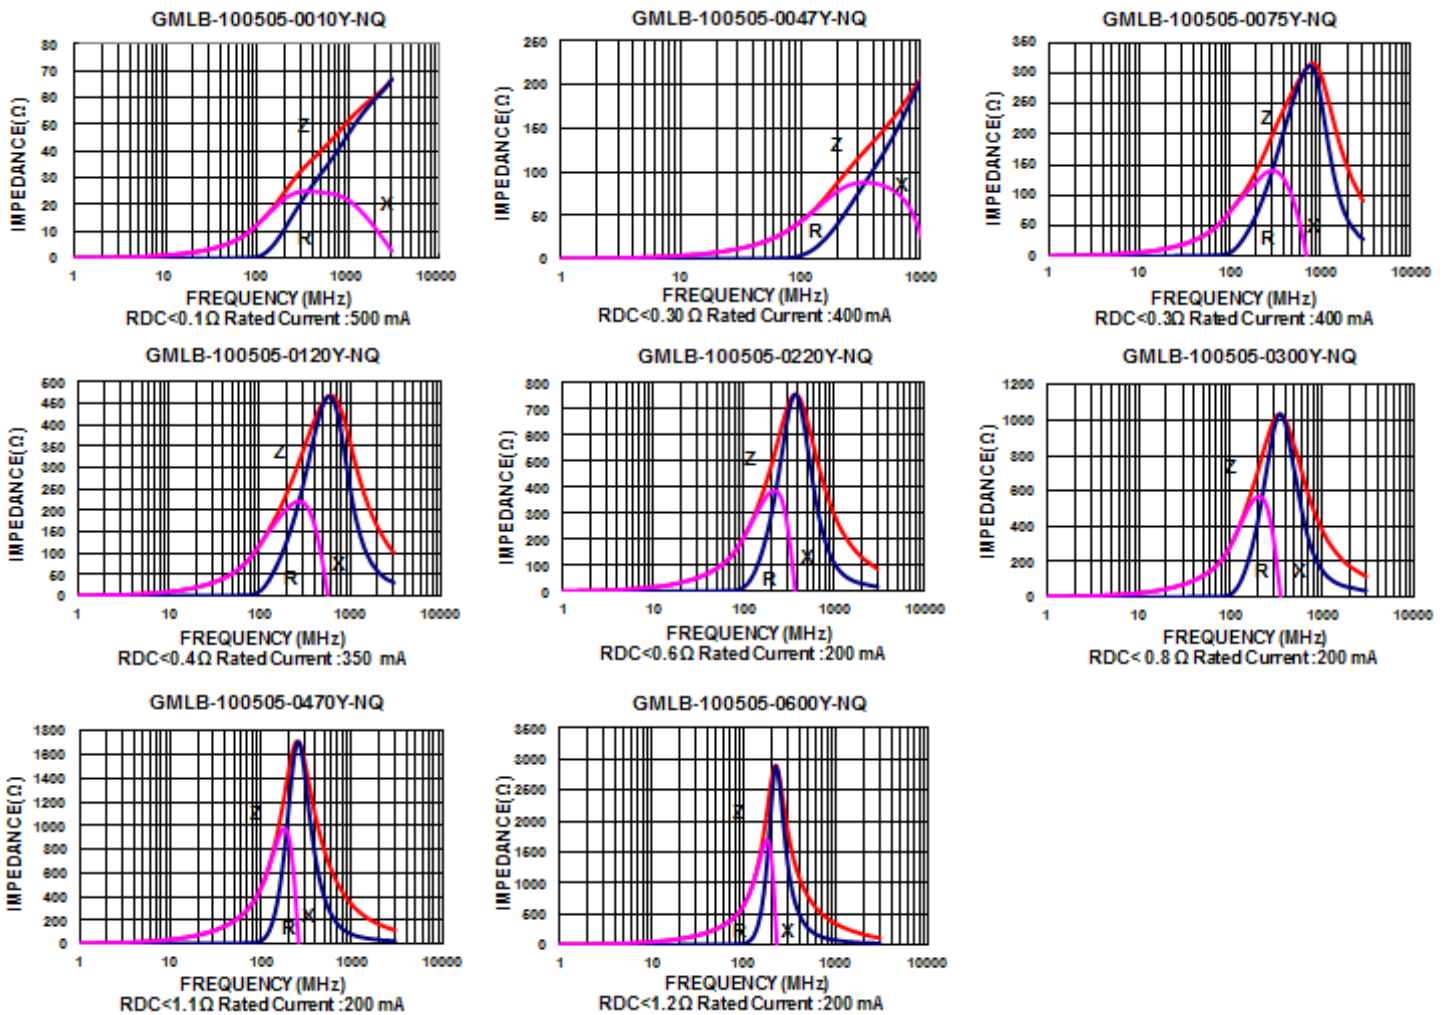 GMLB-100505-0010Y-NQ
IMPEDANCE(Ω)
80
70
60
50
40
30
20
10
0
Z
X
R
1 10 100 1000 10000
FREQUENCY (MHz)
RDC<0.1Ω Rated Current :500 mA
GMLB-100505-0047Y-NQ
IMPEDANCE(Ω)
250
200
150
100
50
0
Z
X
R
1 10 100 1000
FREQUENCY (MHz)
RDC<0.30 Ω Rated Current :400 mA
GMLB-100505-0075Y-NQ
IMPEDANCE(Ω)
350
300
250
200
150
100
50
0
Z
X
R
1 10 100 1000 10000
FREQUENCY (MHz)
RDC<0.3Ω Rated Current :400 mA
GMLB-100505-0120Y-NQ
IMPEDANCE(Ω)
500
450
400
350
300
250
200
150
100
50
0
Z
X
R
1 10 100 1000 10000
FREQUENCY (MHz)
RDC<0.4Ω Rated Current :350 mA
GMLB-100505-0220Y-NQ
IMPEDANCE(Ω)
800
700
600
500
400
300
200
100
0
Z
X
R
1 10 100 1000 10000
FREQUENCY (MHz)
RDC<0.6Ω Rated Current :200 mA
GMLB-100505-0300Y-NQ
IMPEDANCE(Ω)
1200
1000
800
600
400
200
0
Z
R X
1 10 100 1000 10000
FREQUENCY (MHz)
RDC< 0.8 Ω Rated Current :200 mA
GMLB-100505-0470Y-NQ
IMPEDANCE(Ω)
1800
1600
1400
1200
1000
800
600
400
200
0
Z
X
R
1 10 100 1000 10000
FREQUENCY (MHz)
RDC<1.1Ω Rated Current :200 mA
GMLB-100505-0600Y-NQ
IMPEDANCE(Ω)
3500
3000
2500
2000
1500
1000
500
0
Z
R X
1 10 100 1000 10000
FREQUENCY (MHz)
RDC<1.2Ω Rated Current :200 mA